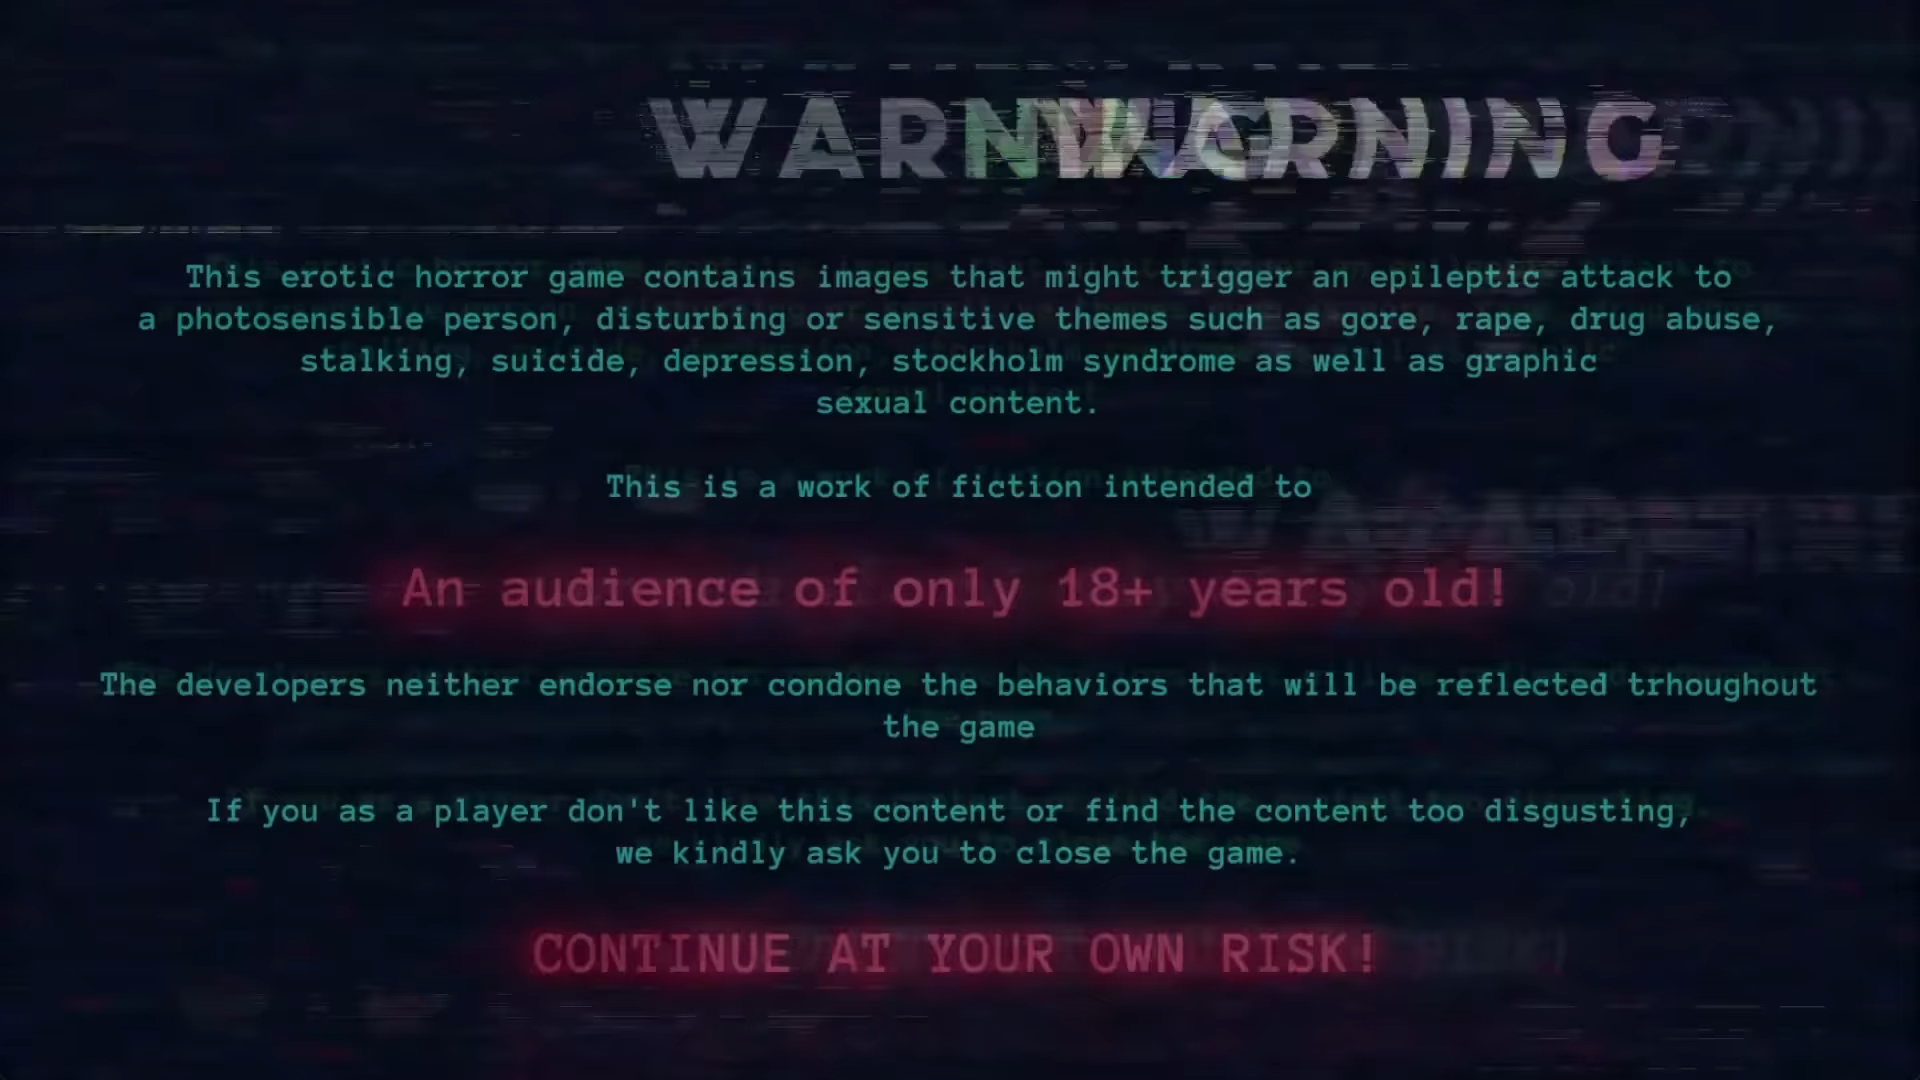 WARNING WARNING
This erotic horror game contains images that might trigger an epileptic attack to
a photosensible person, disturbing or sensitive themes such as gore, rape, drug abuse,
stalking, suicide, depression, stockholm syndrome as well as graphic
sexual content.
This is a work of fiction intended to
An audience of only 18+ years old!
The developers neither endorse nor condone the behaviors that will be reflected trhoughout
the game
If you as a player don't like this content or find the content too disgusting,
we kindly ask you to close the game.
CONTINUE AT YOUR OWN RISK!